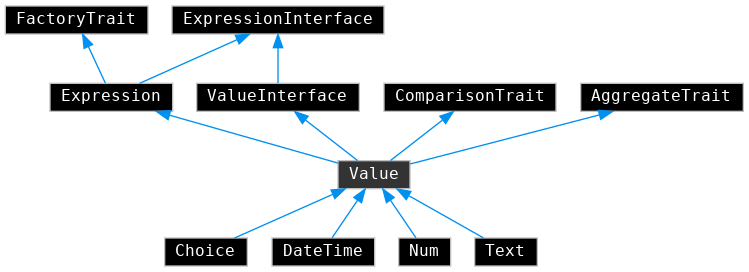 FactoryTrait
ExpressionInterface
Expression
ValueInterface
ComparisonTrait
AggregateTrait
Value
Choice
DateTime
Num
Text